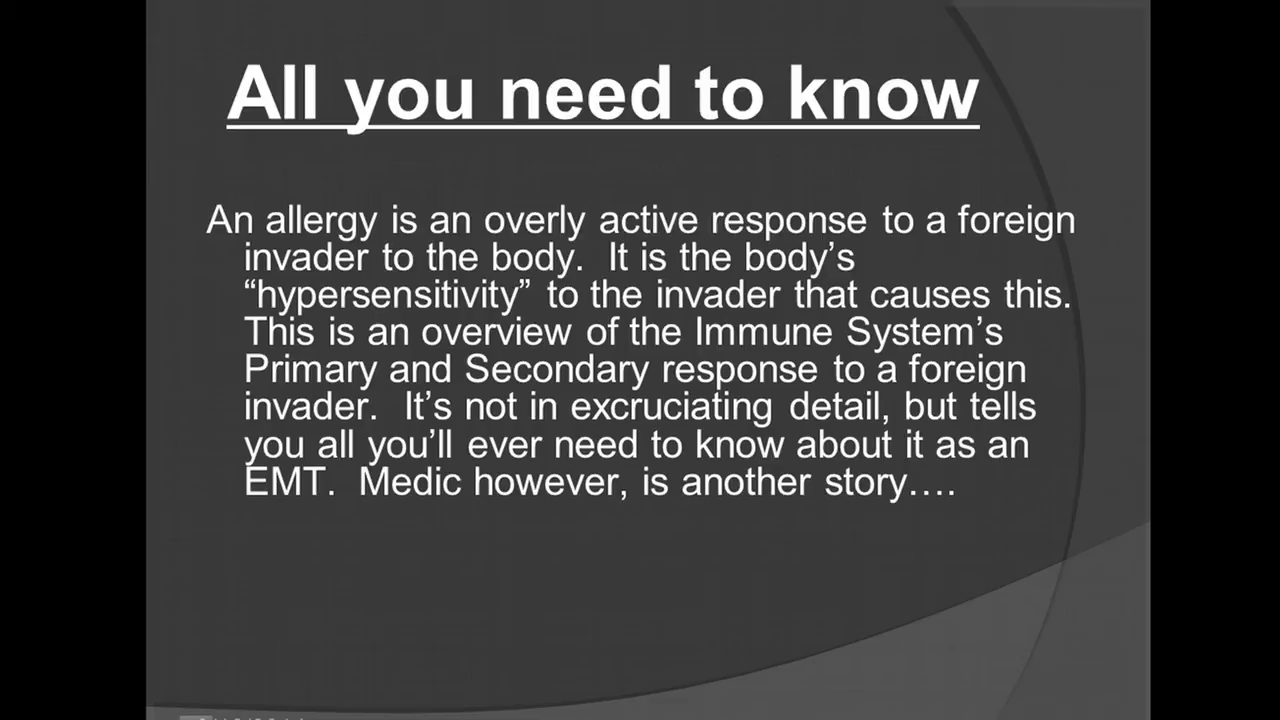 All you need to know
An allergy is an overly active response to a foreign
invader to the body.  It is the body’s
“hypersensitivity” to the invader that causes this.
This is an overview of the Immune System’s
Primary and Secondary response to a foreign
invader.  It’s not in excruciating detail, but tells
you all you’ll ever need to know about it as an
EMT.  Medic however, is another story….